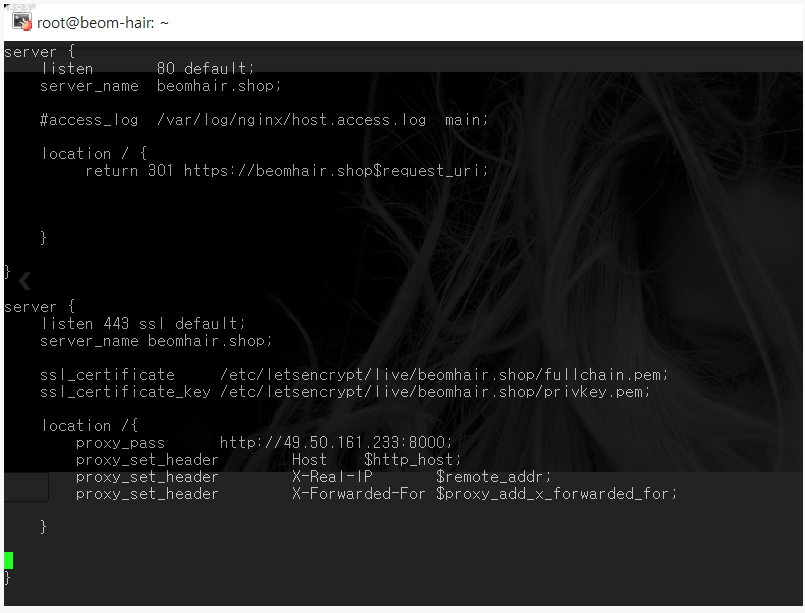 root@beom-hair: ~
server {
listen 80 default;
server_name beomhair.shop;
#access_log /var/log/nginx/host.access.log main;
location / {
return 301 https://beomhair.shop$request_uri;
}
}
server {
listen 443 ssl default;
server_name beomhair.shop;
ssl_certificate /etc/letsencrypt/live/beomhair.shop/fullchain.pem;
ssl_certificate_key /etc/letsencrypt/live/beomhair.shop/privkey.pem;
location /{
proxy_pass http://49.50.161.233:8000;
proxy_set_header Host $http_host;
proxy_set_header X-Real-IP $remote_addr;
proxy_set_header X-Forwarded-For $proxy_add_x_forwarded_for;
}
}